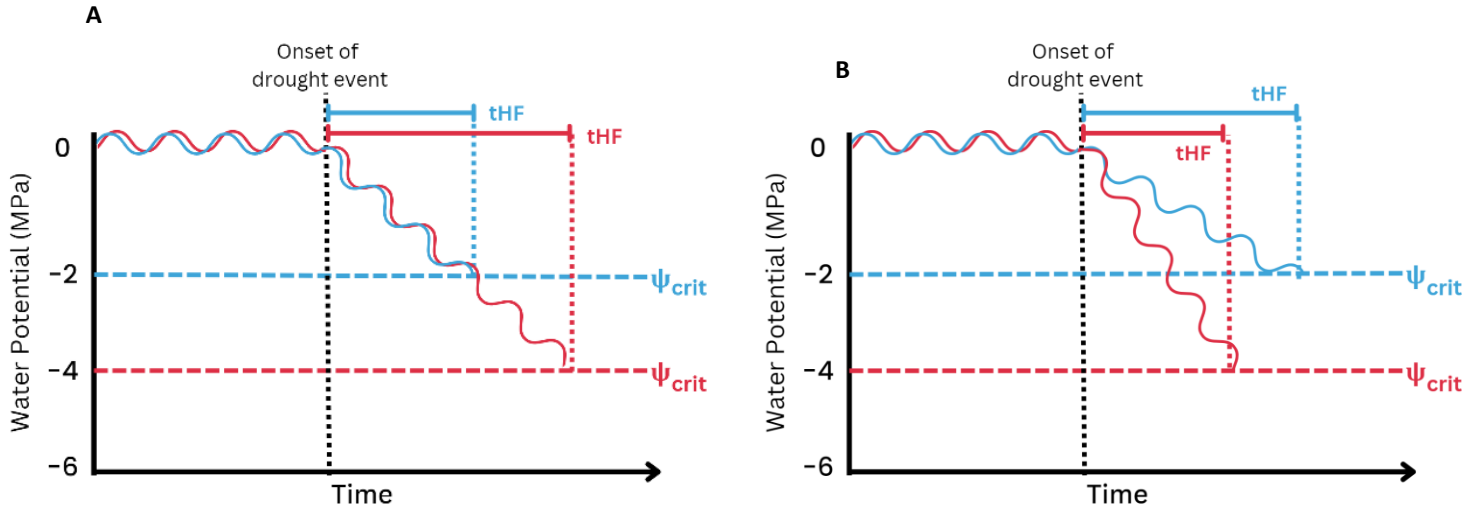 A
Onset of
drought event
tHF
tHF
0
−2
−4
−6
Water Potential (MPa)
Time
ψcrit
ψcrit
B
Onset of
drought event
tHF
tHF
0
−2
−4
−6
Water Potential (MPa)
Time
ψcrit
ψcrit